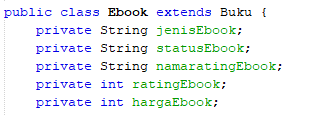 public class Ebook extends Buku {
    private String jenisEbook;
    private String statusEbook;
    private String namaratingEbook;
    private int ratingEbook;
    private int hargaEbook;